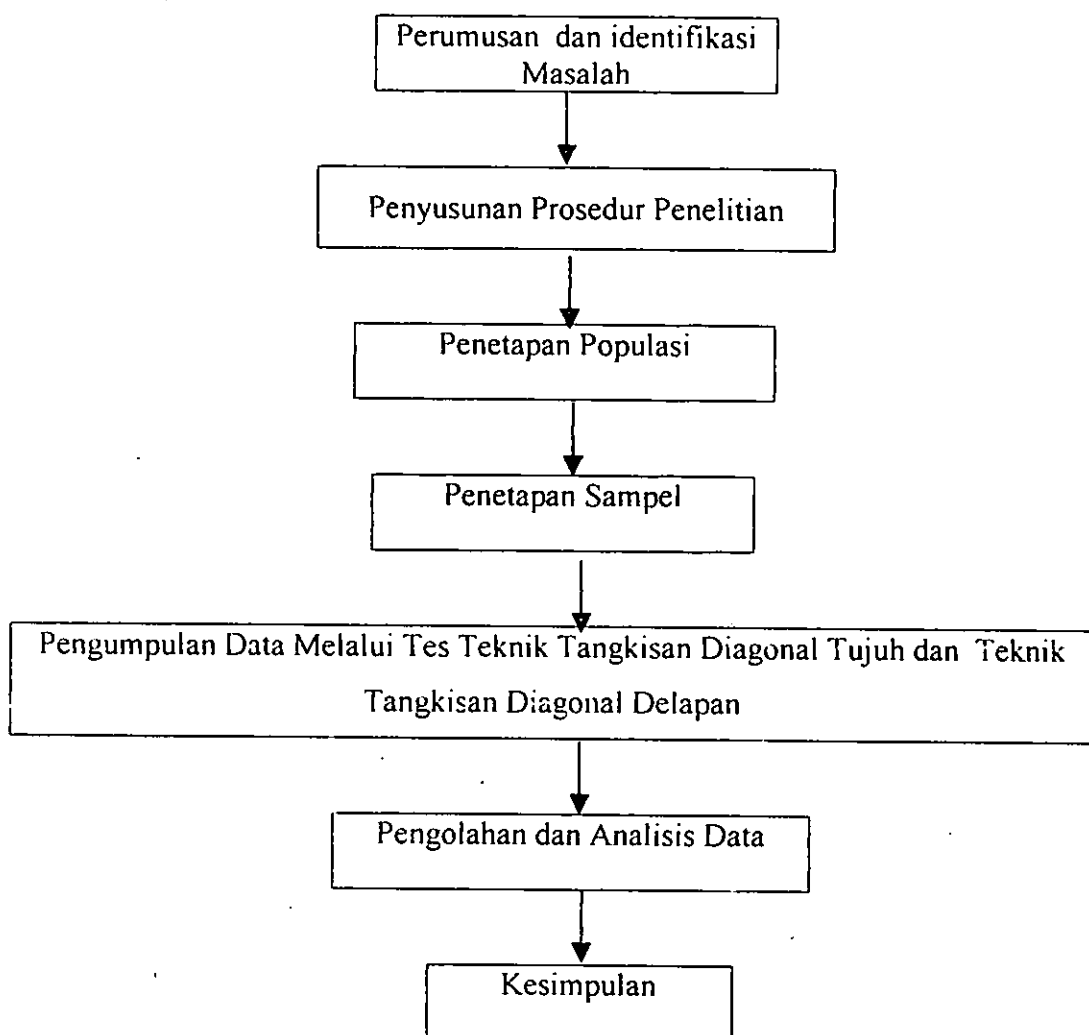 Perumusan dan identifikasi
Masalah
Penyusunan Prosedur Penelitian
Penetapan Populasi
Penetapan Sampel
Pengumpulan Data Melalui Tes Teknik Tangkisan Diagonal Tujuh dan Teknik
Tangkisan Diagonal Delapan
Pengolahan dan Analisis Data
Kesimpulan